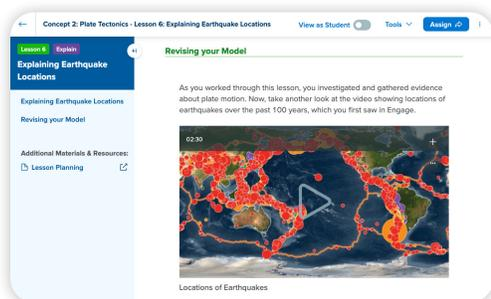 Concept 2: Plate Tectonics - Lesson 6: Explaining Earthquake Locations
View as Student
Tools
Assign
Lesson 6
Explain
Explaining Earthquake
Locations
Explaining Earthquake Locations
Revising your Model
Additional Materials & Resources:
Lesson Planning
Revising your Model
As you worked through this lesson, you investigated and gathered evidence
about plate motion. Now, take another look at the video showing locations of
earthquakes over the past 100 years, which you first saw in Engage.
02:30
Locations of Earthquakes